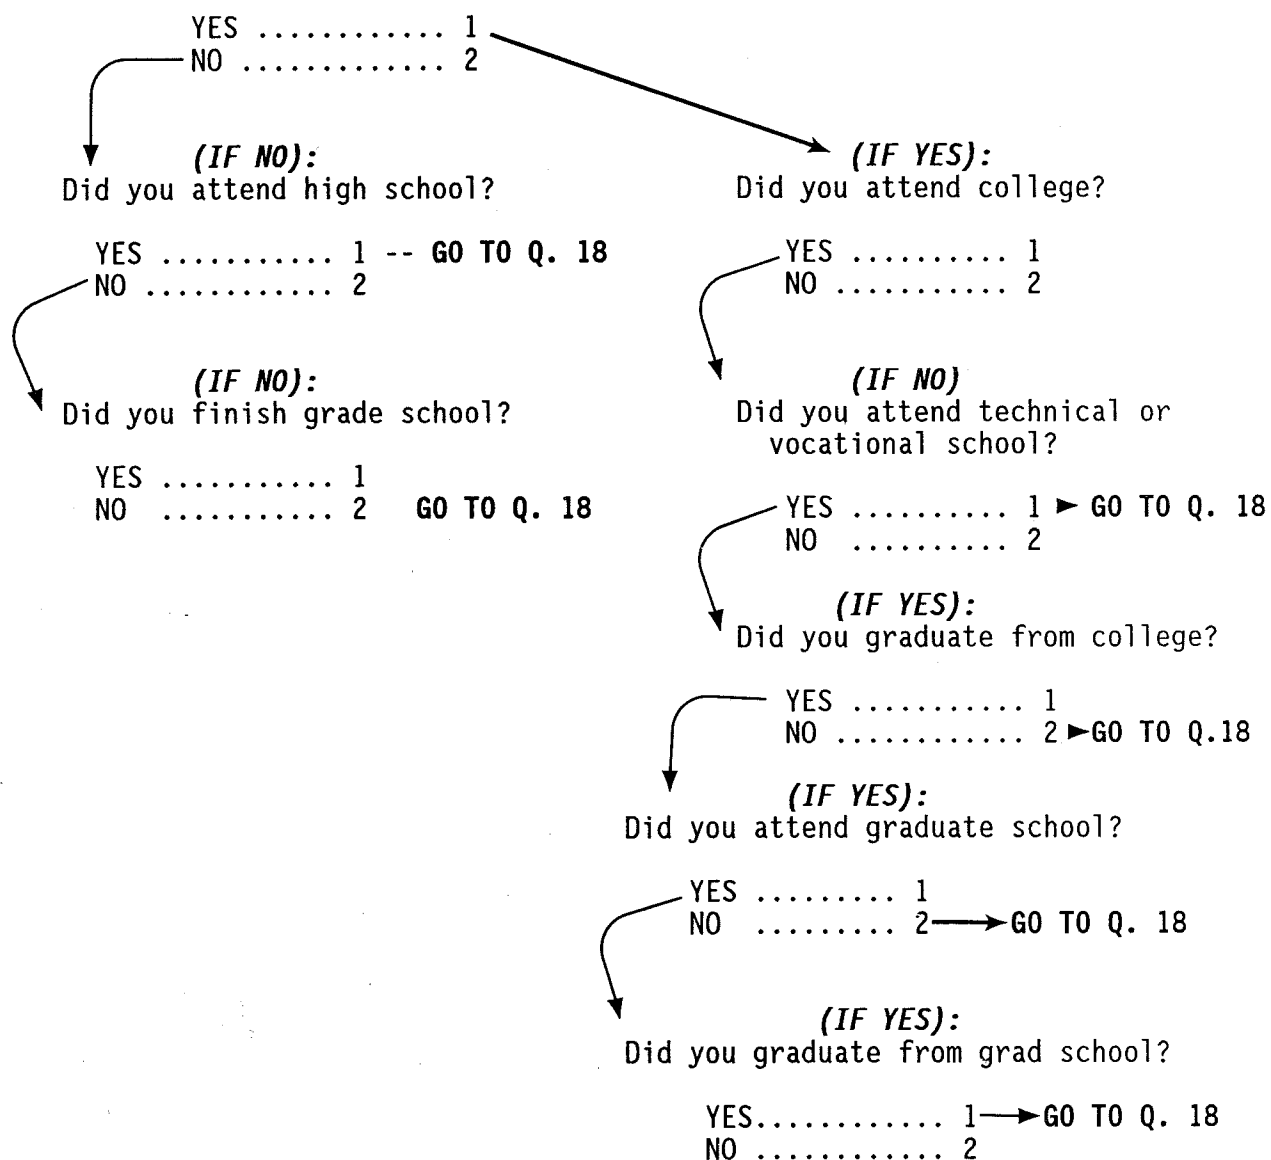 YES ............ 1
NO ............. 2
(IF NO):
Did you attend high school?
YES ........... 1 -- GO TO Q. 18
NO ............ 2
(IF NO):
Did you finish grade school?
YES ........... 1
NO ........... 2 GO TO Q. 18
(IF YES):
Did you attend college?
YES .......... 1
NO ........... 2
(IF NO)
Did you attend technical or
vocational school?
YES .......... 1 ► GO TO Q. 18
NO .......... 2
(IF YES):
Did you graduate from college?
YES ........... 1
NO ............ 2 ►GO TO Q.18
(IF YES):
Did you attend graduate school?
YES ......... 1
NO ......... 2 GO TO Q. 18
(IF YES):
Did you graduate from grad school?
YES............ 1 GO TO Q. 18
NO ............ 2